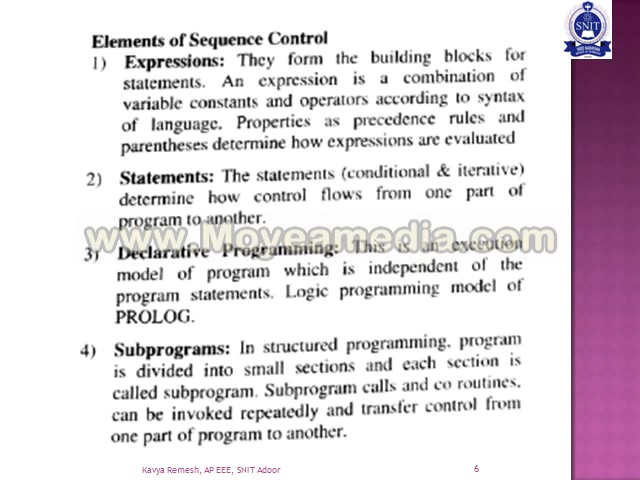 SNIT
Elements of Sequence Control
1) Expressions: They form the building blocks for
statements. An expression is a combination of
variable constants and operators according to syntax
of language. Properties as precedence rules and
parentheses determine how expressions are evaluated
2) Statements: The statements (conditional & iterative)
determine how control flows from one part of
program to another.
www.Moyeamedia.com
3) Declarative Programming: This is an execution
model of program which is independent of the
program statements. Logic programming model of
PROLOG.
4) Subprograms: In structured programming, program
is divided into small sections and each section is
called subprogram. Subprogram calls and co routines.
can be invoked repeatedly and transfer control from
one part of program to another.
Kavya Remesh, AP EEE, SNIT Adoor
6